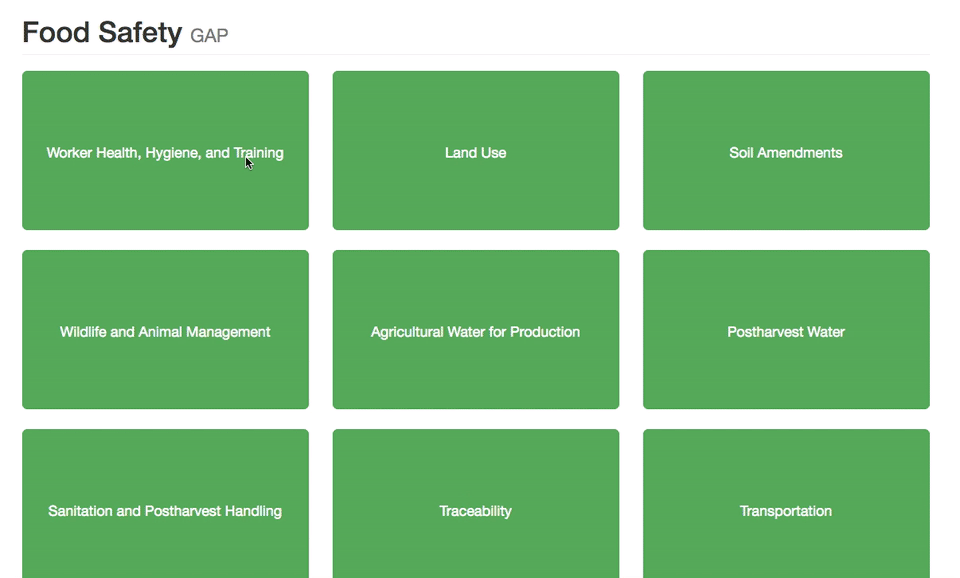 Food Safety GAP
Worker Health, Hygiene, and Training
Land Use
Soil Amendments
Wildlife and Animal Management
Agricultural Water for Production
Postharvest Water
Sanitation and Postharvest Handling
Traceability
Transportation